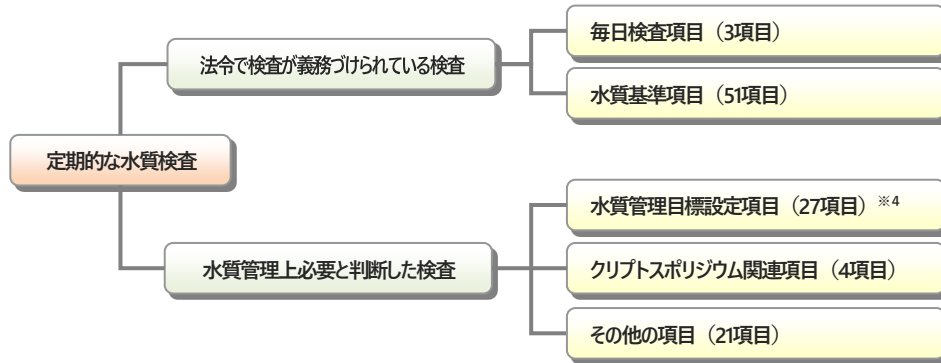 定期的な水質検査
法令で検査が義務づけられている検査
毎日検査項目（3項目）
水質基準項目（51項目）
水質管理上必要と判断した検査
水質管理目標設定項目（27項目）※4
クリプトスポリジウム関連項目（4項目）
その他の項目（21項目）